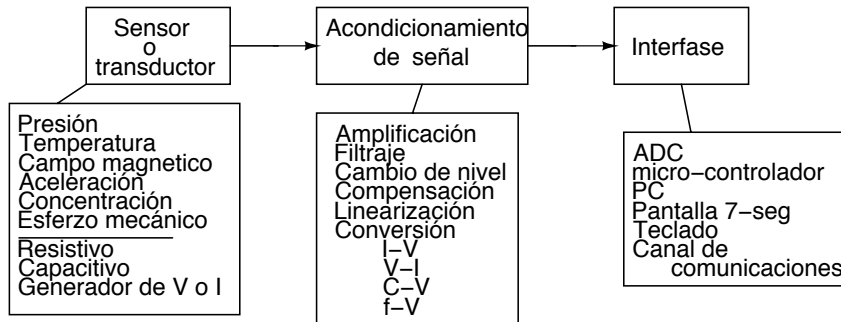 Sensor
o
transductor
Acondicionamiento
de señal
Interfase
Presión
Temperatura
Campo magnetico
Aceleración
Concentración
Esferzo mecánico
Resistivo
Capacitivo
Generador de V o I
Amplificación
Filtraje
Cambio de nivel
Compensación
Linearización
Conversión
I−V
V−I
C−V
f−V
ADC
micro−controlador
PC
Pantalla 7−seg
Teclado
Canal de
comunicaciones